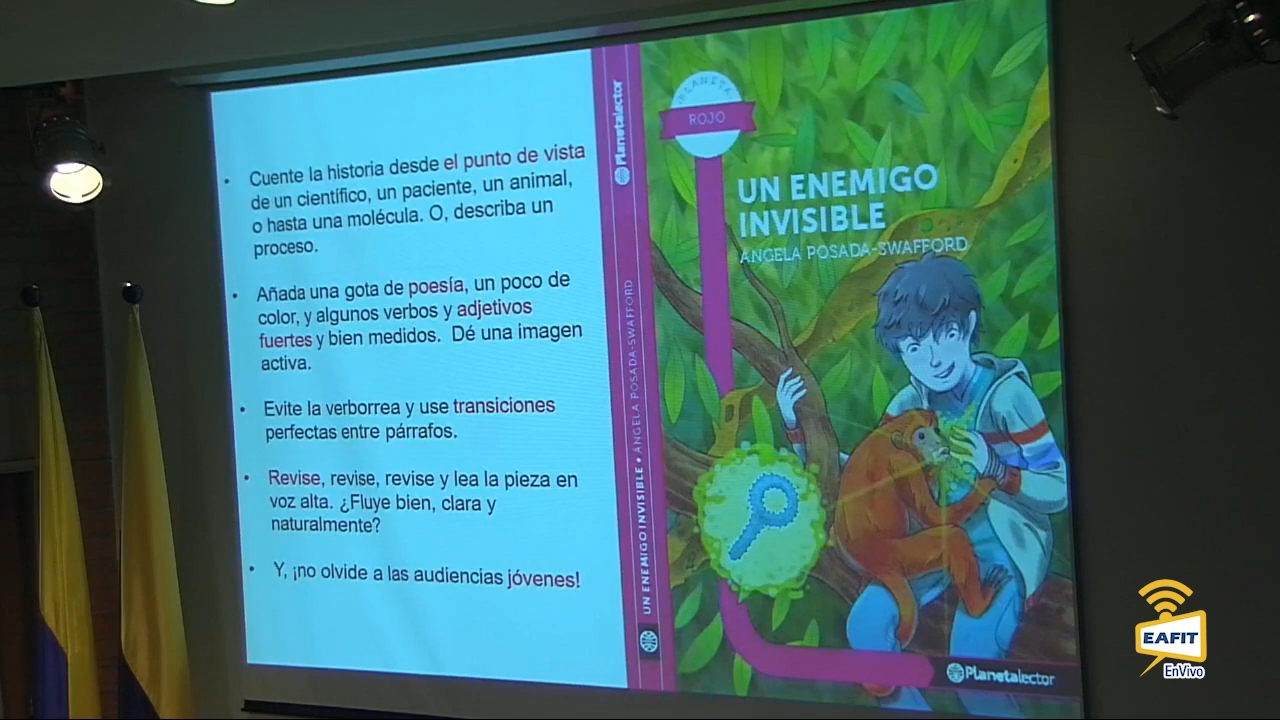 • Cuente la historia desde el punto de vista
de un científico, un paciente, un animal,
o hasta una molécula. O, describa un
proceso.
• Añada una gota de poesía, un poco de
color, y algunos verbos y adjetivos
fuertes y bien medidos. Dé una imagen
activa.
• Evite la verborrea y use transiciones
perfectas entre párrafos.
• Revise, revise, revise y lea la pieza en
voz alta. ¿Fluye bien, clara y
naturalmente?
• Y, ¡no olvide a las audiencias jóvenes!
Planetalector
UN ENEMIGO INVISIBLE • ÁNGELA POSADA-SWAFFORD
PLANETA
ROJO
UN ENEMIGO
INVISIBLE
ÁNGELA POSADA-SWAFFORD
Planetalector
EAFIT
EnVivo